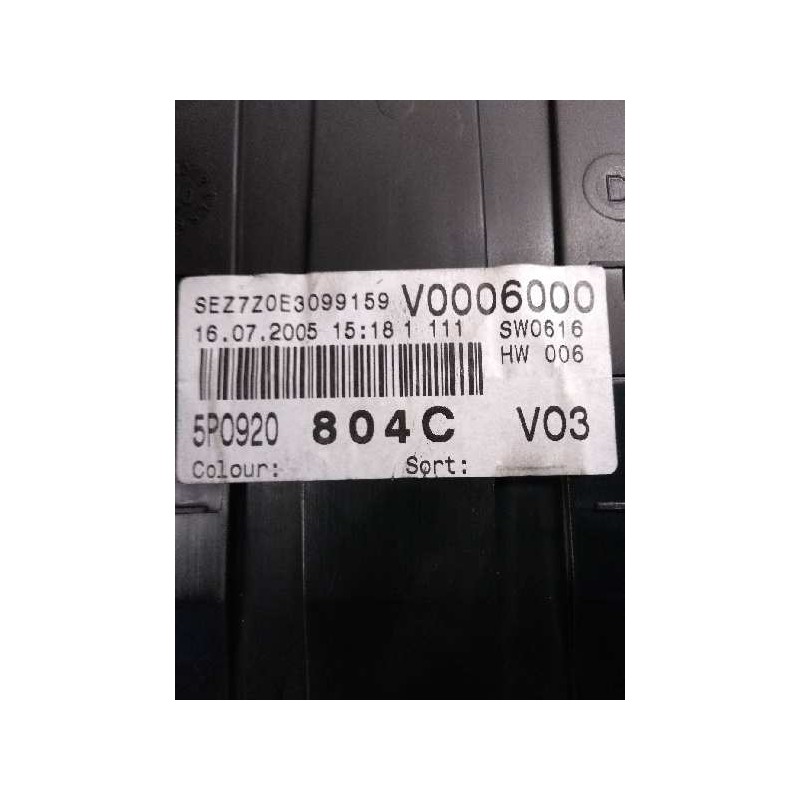 SEZ7Z0E3099159 V0006000
16.07.2005 15:18 1 111 SW0616
HW 006
5P0920 804C V03
Colour: Sort: